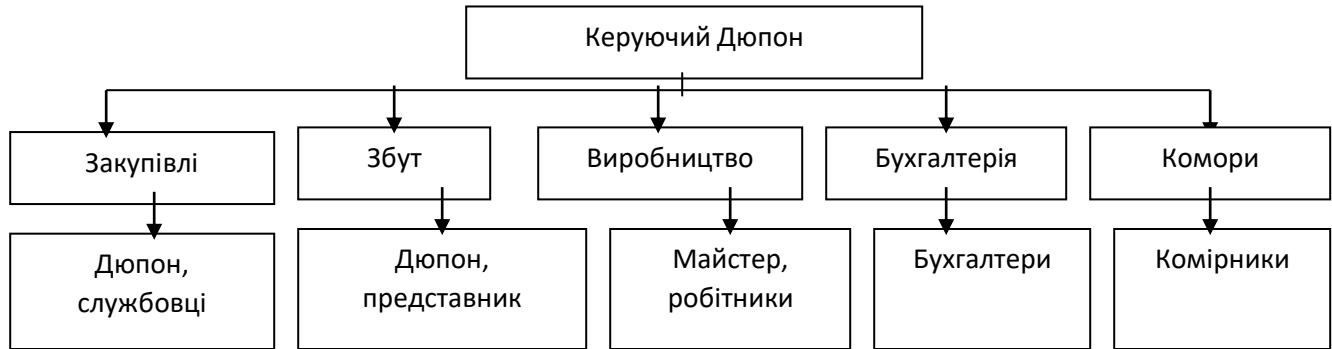 Керуючий Дюпон
Закупівлі
Збут
Виробництво
Бухгалтерія
Комори
Дюпон,
службовці
Дюпон,
представник
Майстер,
робітники
Бухгалтери
Комірники